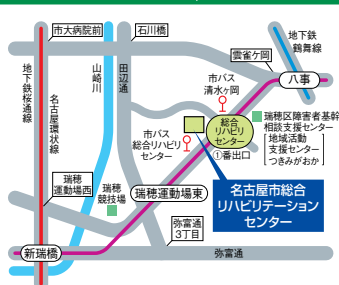 市大病院前
石川橋
地下鉄
鶴舞線
雲雀ケ岡
八事
地下鉄桜通線
名古屋環状線
山崎川
田辺通
市バス
清水ケ岡
総合
リハビリ
センター
①番出口
市バス
総合リハビリ
センター
瑞穂区障害者基幹
相談支援センター
地域活動
支援センター
つきみがおか
名古屋市総合
リハビリテーション
センター
瑞穂
運動場西
瑞穂
競技場
瑞穂運動場東
弥富通
3丁目
新瑞橋
弥富通